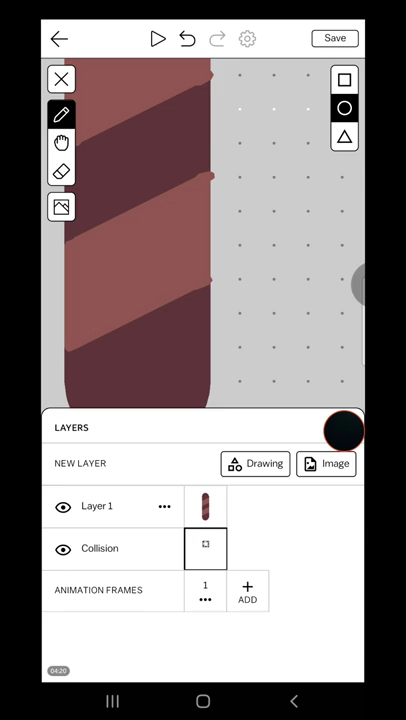 Save
LAYERS
NEW LAYER
Drawing
Image
Layer 1
Collision
ANIMATION FRAMES
1
ADD
04:20